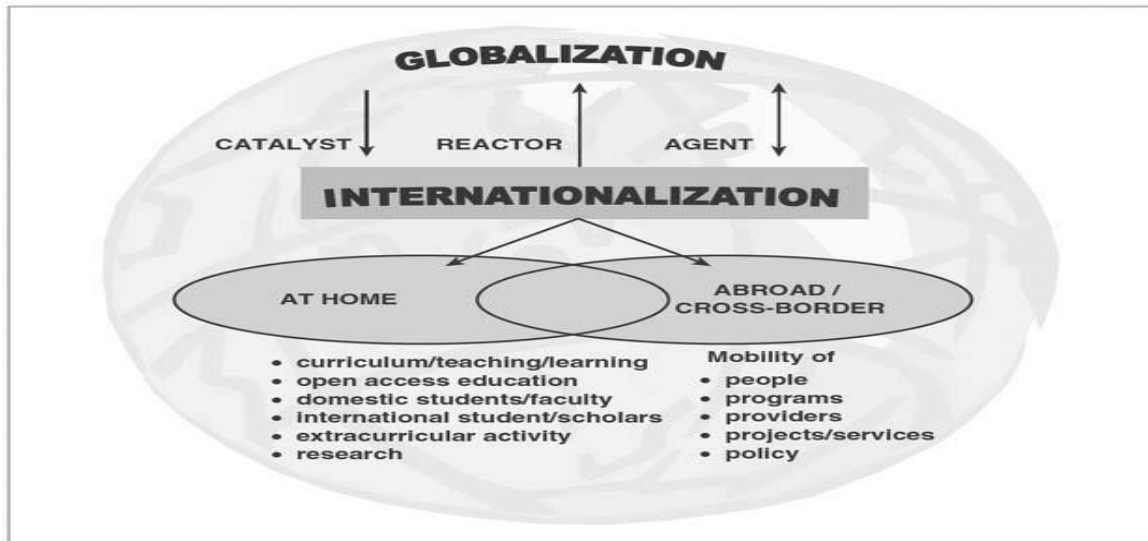 GLOBALIZATION
CATALYST REACTOR AGENT
INTERNATIONALIZATION
AT HOME
ABROAD /
CROSS-BORDER
• curriculum/teaching/learning
• open access education
• domestic students/faculty
• international student/scholars
• extracurricular activity
• research
Mobility of
• people
• programs
• providers
• projects/services
• policy